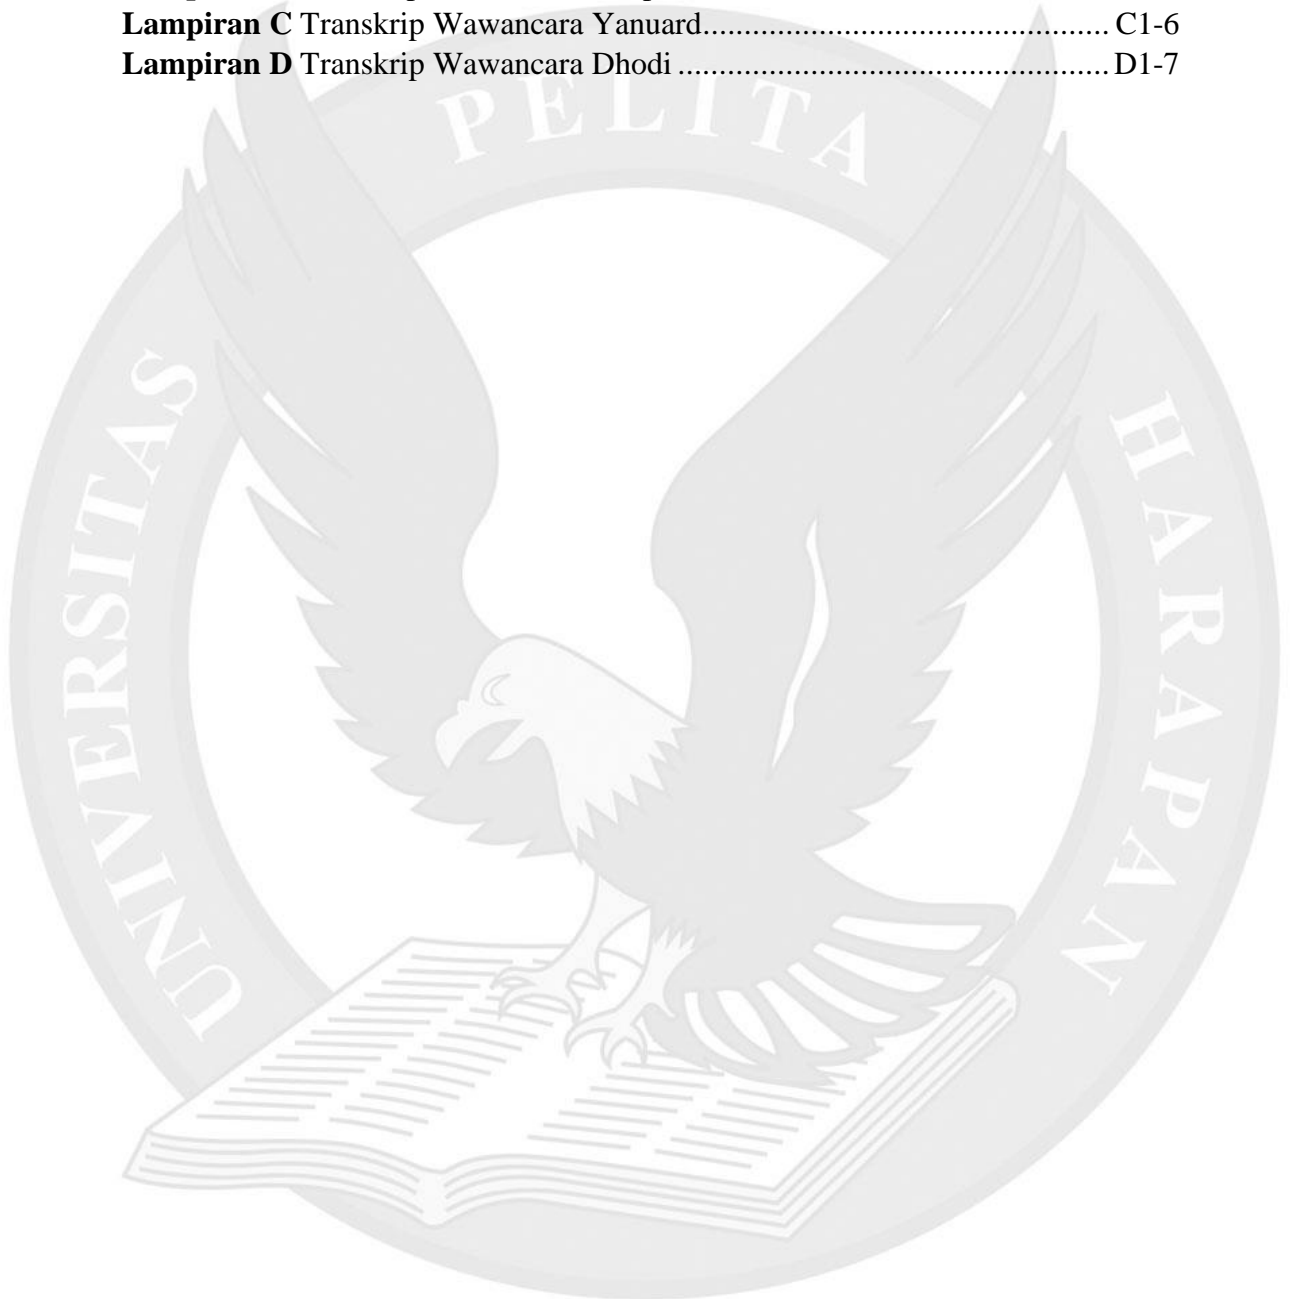 Lampiran C Transkrip Wawancara Yanuard.................................................. C1-6
Lampiran D Transkrip Wawancara Dhodi ..................................................... D1-7
UNIVERSITAS PELITA HARAPAN